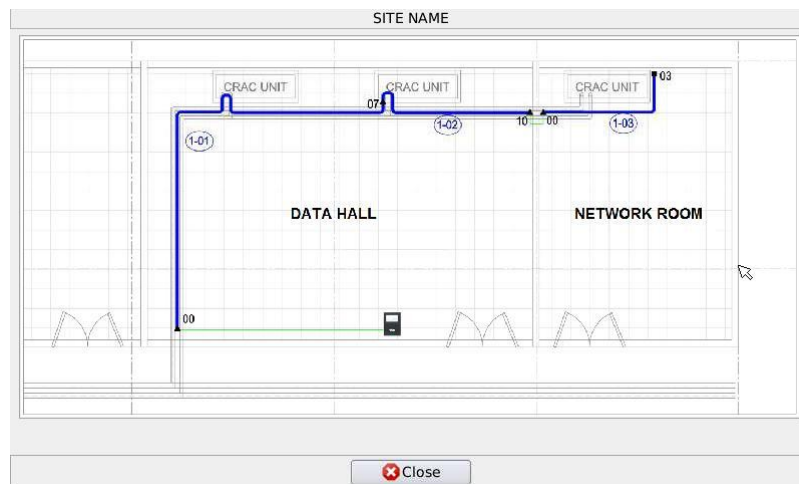 SITE NAME
CRAC UNIT
CRAC UNIT
CRAC UNIT
03
07
10
00
1-02
1-03
1-01
DATA HALL
NETWORK ROOM
00
Close